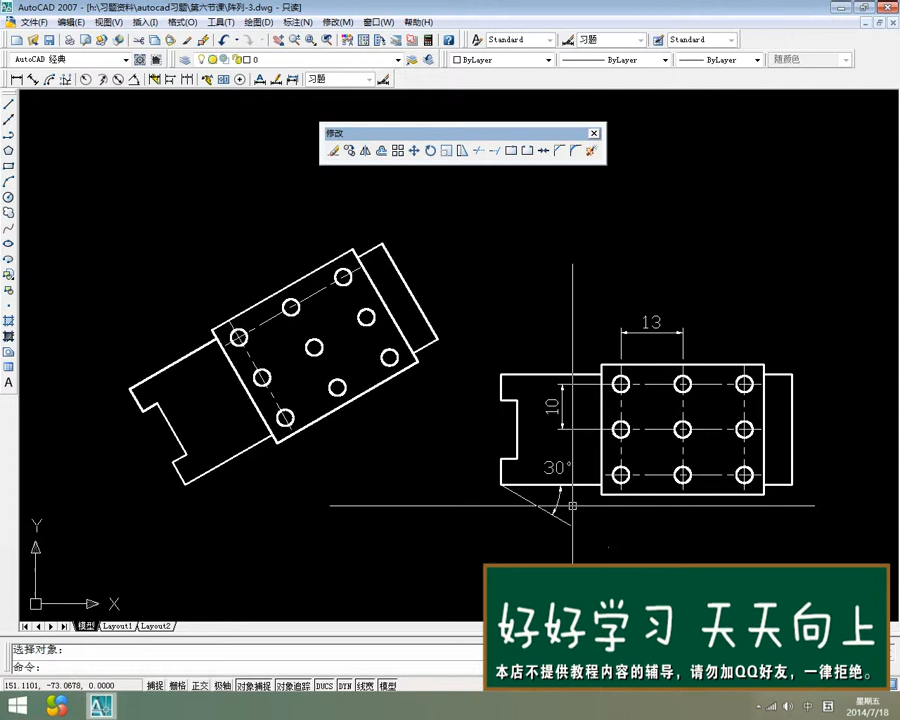 AutoCAD 2007 - [h:\习题资料\autocad习题\第六节课\阵列-3.dwg - 只读]
文件(F) 编辑(E) 视图(V) 插入(I) 格式(O) 工具(T) 绘图(D) 标注(N) 修改(M) 窗口(W) 帮助(H)
Standard 习题 Standard
AutoCAD 经典 0 ByLayer ByLayer ByLayer 随颜色
习题
修改
13
10
30°
Y
X
模型 Layout1 Layout2
好好学习 天天向上
本店不提供教程内容的辅导，请勿加QQ好友，一律拒绝。
选择对象:
命令:
151.1101, -73.0678, 0.0000 捕捉 栅格 正交 极轴 对象捕捉 对象追踪 DUCS DYN 线宽 模型
中 五 星期五
2014/7/18